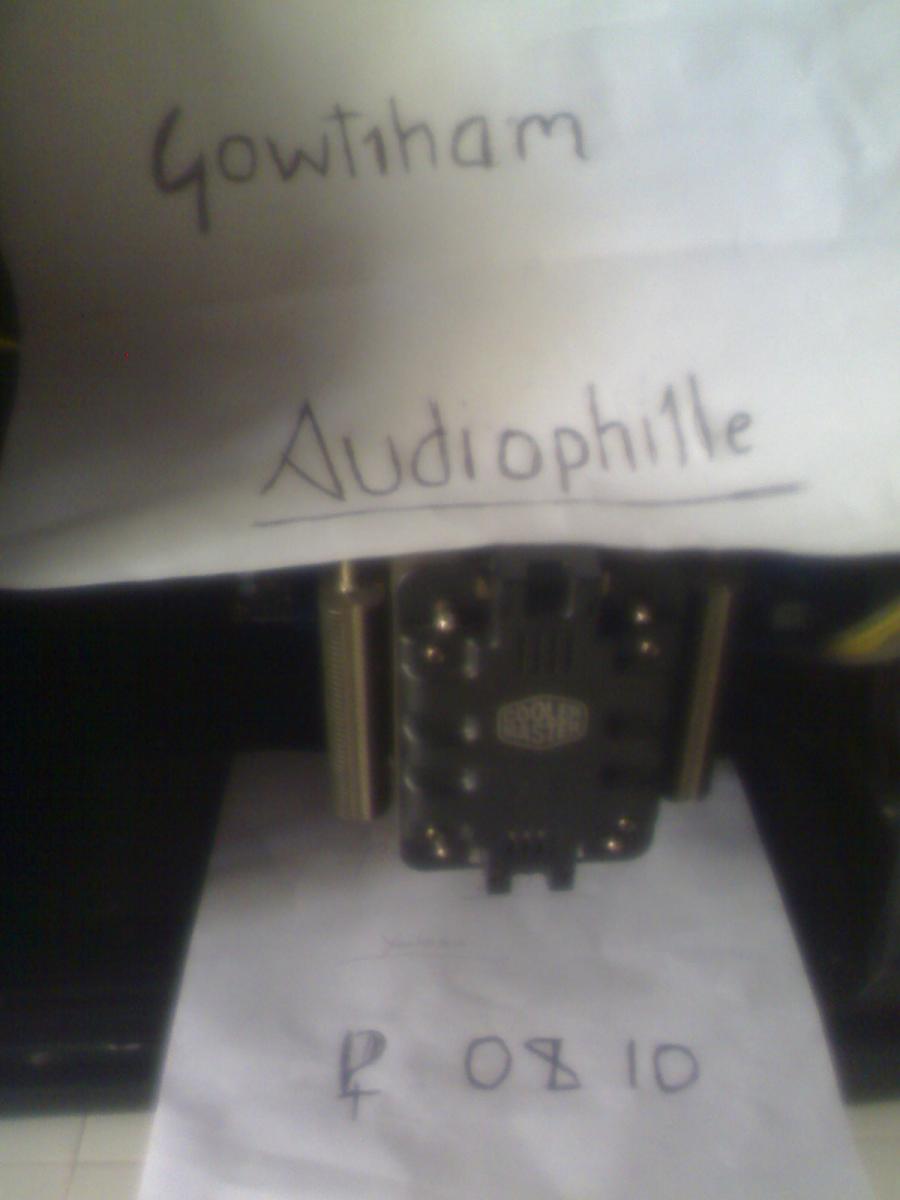 Gowtham
Audiophille
COOLER
MASTER
P 08 10